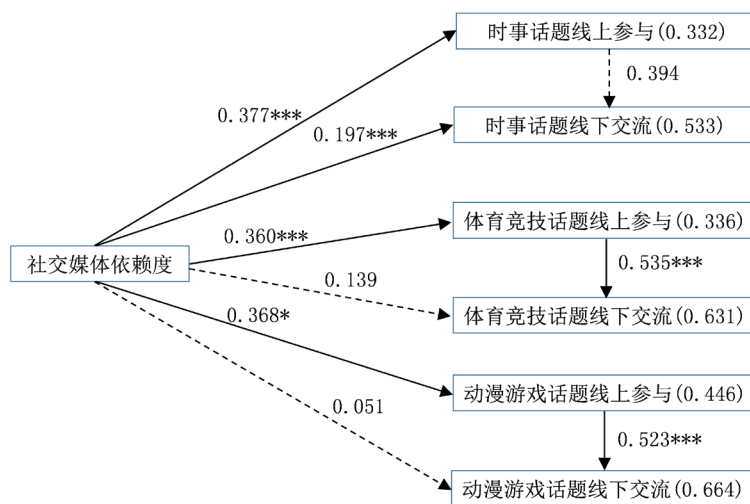 时事话题线上参与(0.332)
0.394
0.377***
0.197***
时事话题线下交流(0.533)
体育竞技话题线上参与(0.336)
0.360***
社交媒体依赖度
0.535***
0.139
0.368*
体育竞技话题线下交流(0.631)
动漫游戏话题线上参与(0.446)
0.051
0.523***
动漫游戏话题线下交流(0.664)